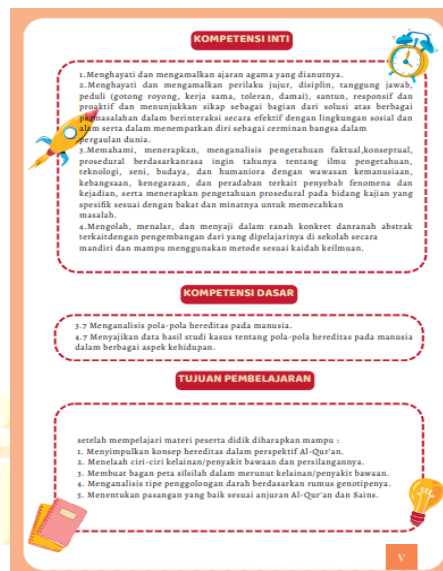 KOMPETENSI INTI
1.Menghayati dan mengamalkan ajaran agama yang dianutnya.
2.Menghayati dan mengamalkan perilaku jujur, disiplin, tanggung jawab,
peduli (gotong royong, kerja sama, toleran, damai), santun, responsif dan
proaktif dan menunjukkan sikap sebagai bagian dari solusi atas berbagai
permasalahan dalam berinteraksi secara efektif dengan lingkungan sosial dan
alam serta dalam menempatkan diri sebagai cerminan bangsa dalam
pergaulan dunia.
3.Memahami, menerapkan, menganalisis pengetahuan faktual,konseptual,
prosedural berdasarkanrasa ingin tahunya tentang ilmu pengetahuan,
teknologi, seni, budaya, dan humaniora dengan wawasan kemanusiaan,
kebangsaan, kenegaraan, dan peradaban terkait penyebab fenomena dan
kejadian, serta menerapkan pengetahuan prosedural pada bidang kajian yang
spesifik sesuai dengan bakat dan minatnya untuk memecahkan
masalah.
4.Mengolah, menalar, dan menyaji dalam ranah konkret danranah abstrak
terkaitdengan pengembangan dari yang dipelajarinya di sekolah secara
mandiri dan mampu menggunakan metode sesuai kaidah keilmuan.
KOMPETENSI DASAR
3.7 Menganalisis pola-pola hereditas pada manusia.
4.7 Menyajikan data hasil studi kasus tentang pola-pola hereditas pada manusia
dalam berbagai aspek kehidupan.
TUJUAN PEMBELAJARAN
setelah mempelajari materi peserta didik diharapkan mampu :
1. Menyimpulkan konsep hereditas dalam perspektif Al-Qur'an.
2. Menelaah ciri-ciri kelainan/penyakit bawaan dan persilangannya.
3. Membuat bagan peta silsilah dalam merunut kelainan/penyakit bawaan.
4. Menganalisis tipe penggolongan darah berdasarkan rumus genotipenya.
5. Menentukan pasangan yang baik sesuai anjuran Al-Qur'an dan Sains.
V